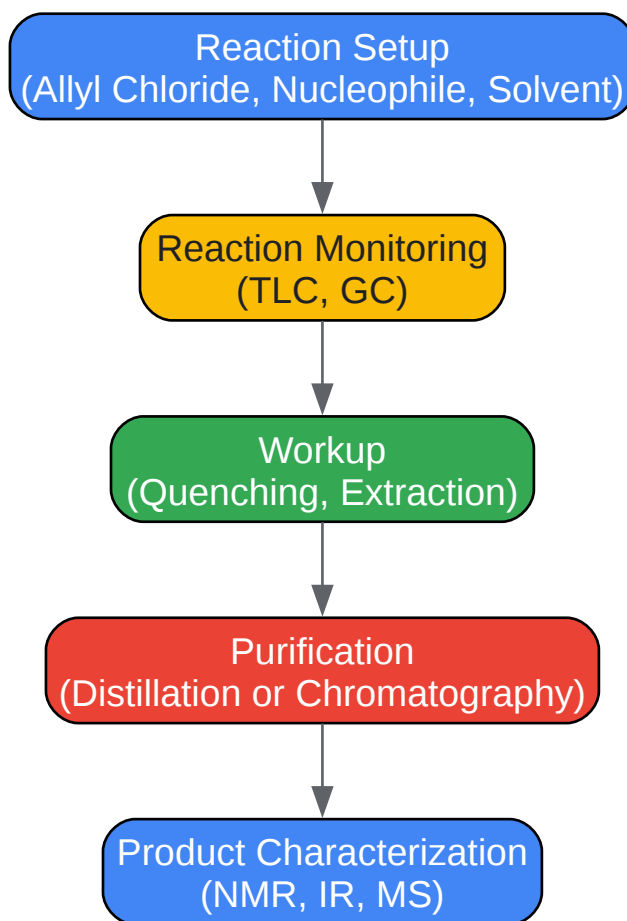 Reaction Setup
(Allyl Chloride, Nucleophile, Solvent)
Reaction Monitoring
(TLC, GC)
Workup
(Quenching, Extraction)
Purification
(Distillation or Chromatography)
Product Characterization
(NMR, IR, MS)